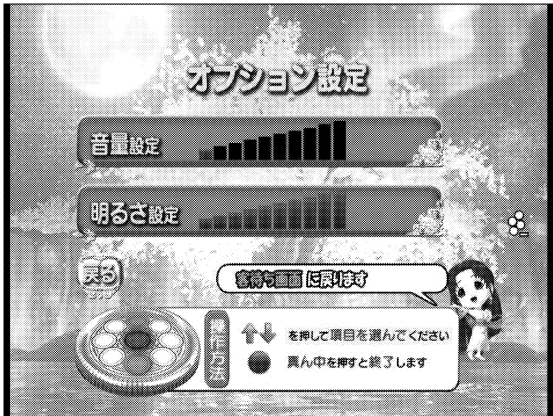 オプション設定
音量設定
明るさ設定
戻る
客待ち画面 に戻ります
操作方法
を押して項目を選んでください
真ん中を押すと終了します